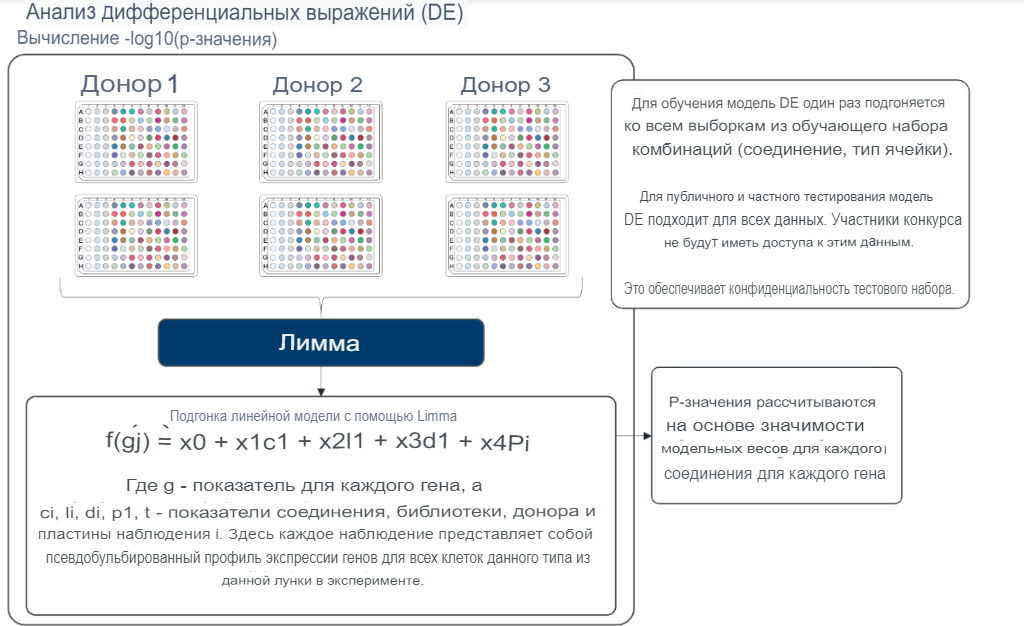 Анализ дифференциальных выражений (DE)
Вычисление -log10(p-значения)
Донор 1
Донор 2
Донор 3
Для обучения модель DE один раз подгоняется
ко всем выборкам из обучающего набора
комбинаций (соединение, тип ячейки).
Для публичного и частного тестирования модель
DE подходит для всех данных. Участники конкурса
не будут иметь доступа к этим данным.
Это обеспечивает конфиденциальность тестового набора.
Лимма
Подгонка линейной модели с помощью Limma
f(gj) = x0 + x1c1 + x2l1 + x3d1 + x4Pi
Где g - показатель для каждого гена, а
ci, li, di, p1, t - показатели соединения, библиотеки, донора и
пластины наблюдения i. Здесь каждое наблюдение представляет собой
псевдобульбированный профиль экспрессии генов для всех клеток данного типа из
данной лунки в эксперименте.
Р-значения рассчитываются
на основе значимости
модельных весов для каждого
соединения для каждого гена